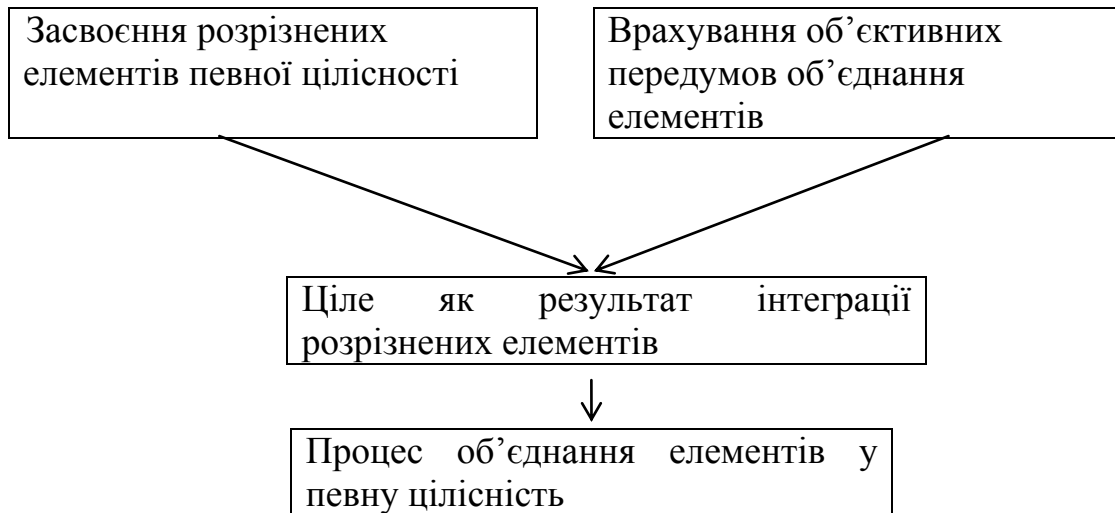 Засвоєння розрізнених
елементів певної цілісності
Врахування об’єктивних
передумов об’єднання
елементів
Ціле як результат інтеграції
розрізнених елементів
Процес об’єднання елементів у
певну цілісність